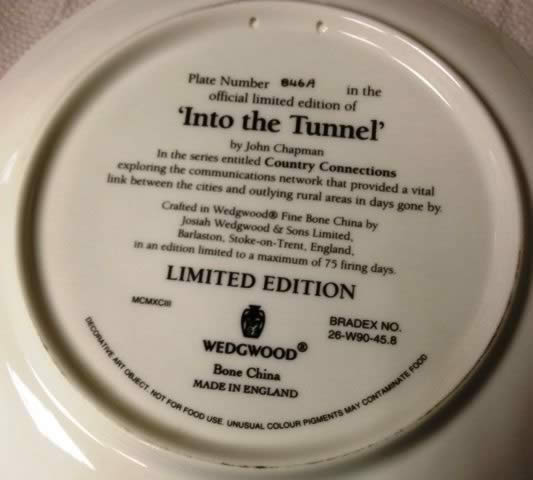 Plate Number 846A in the
official limited edition of
'Into the Tunnel'
by John Chapman
In the series entitled Country Connections
exploring the communications network that provided a vital
link between the cities and outlying rural areas in days gone by.
Crafted in Wedgwood® Fine Bone China by
Josiah Wedgwood & Sons Limited,
Barlaston, Stoke-on-Trent, England,
in an edition limited to a maximum of 75 firing days.
LIMITED EDITION
MCMXCIII
BRADEX NO.
26-W90-45.8
WEDGWOOD®
Bone China
MADE IN ENGLAND
DECORATIVE ART OBJECT. NOT FOR FOOD USE. UNUSUAL COLOUR PIGMENTS MAY CONTAMINATE FOOD